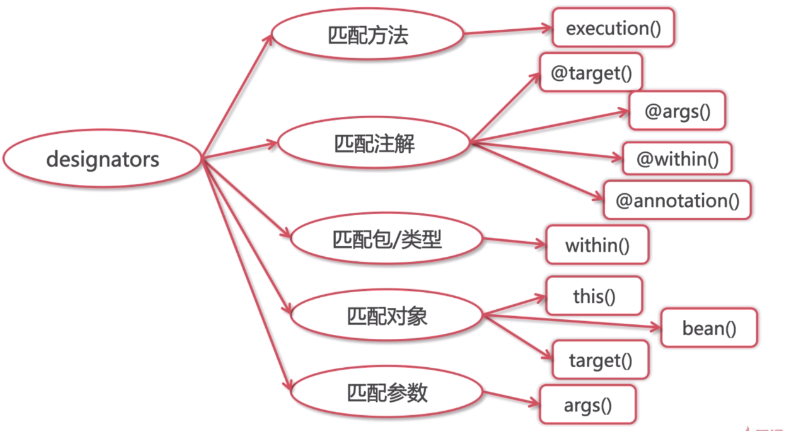 designators
匹配方法
execution()
匹配注解
@target()
@args()
@within()
@annotation()
匹配包/类型
within()
匹配对象
this()
bean()
target()
匹配参数
args()